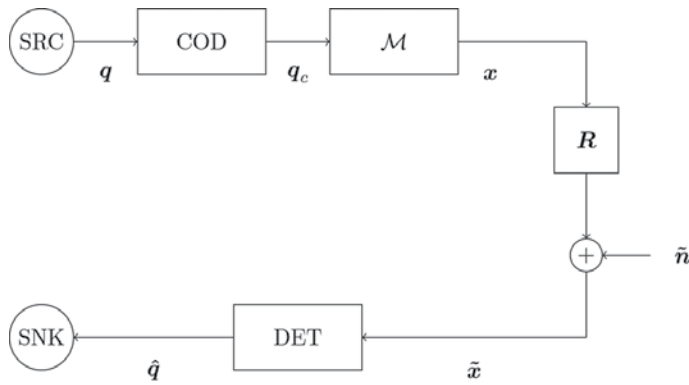 SRC
COD
ℳ
q
q_c
x
R
+
ñ
SNK
DET
q̂
x̃